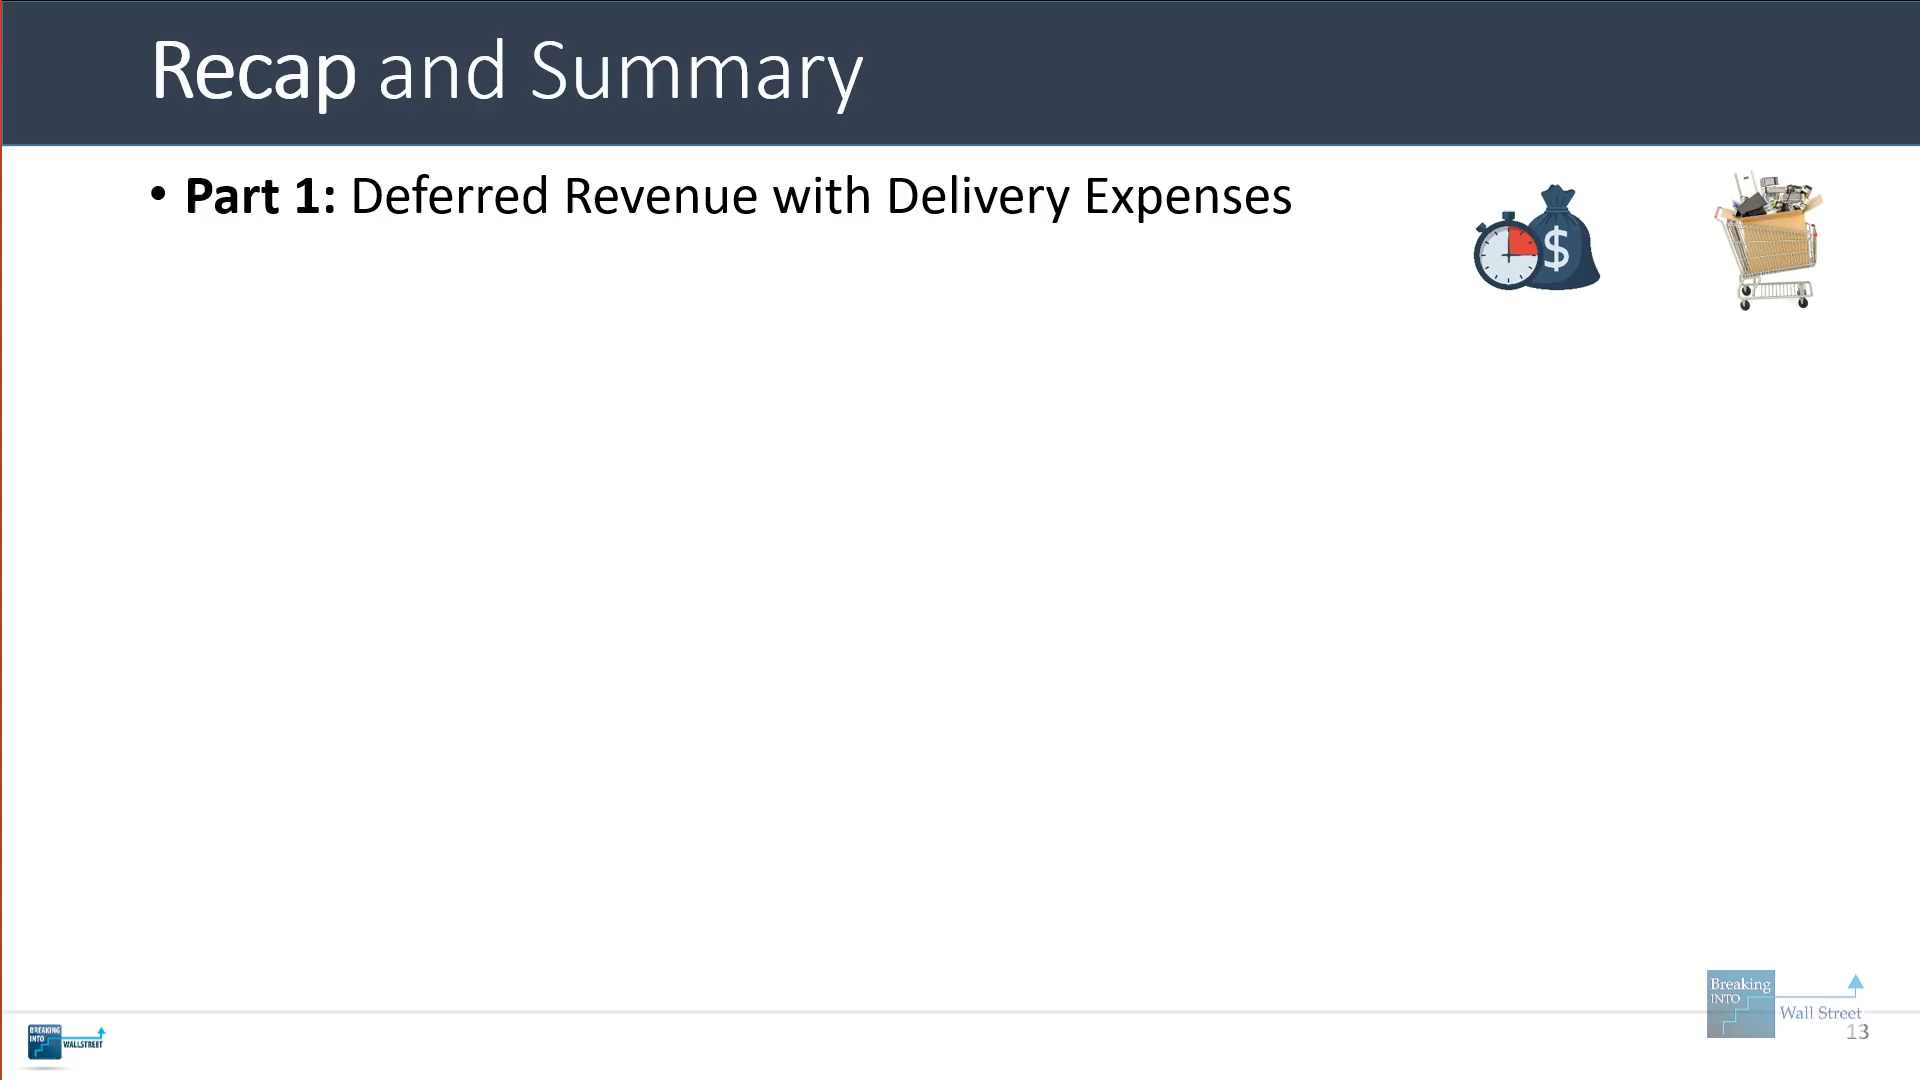 Recap and Summary
• Part 1: Deferred Revenue with Delivery Expenses
$
Breaking
INTO
Wall Street
13
BREAKING
INTO
WALLSTREET